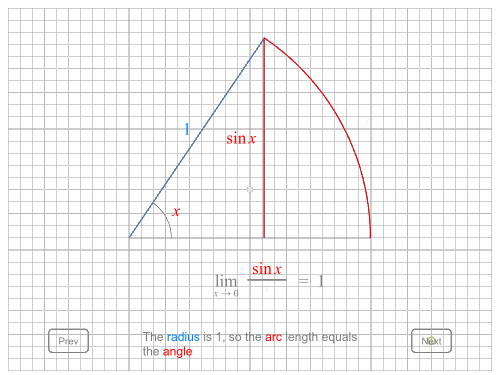 1
sin x
x
lim sin x = 1
x → 0
Prev
The radius is 1, so the arc length equals
the angle
Next